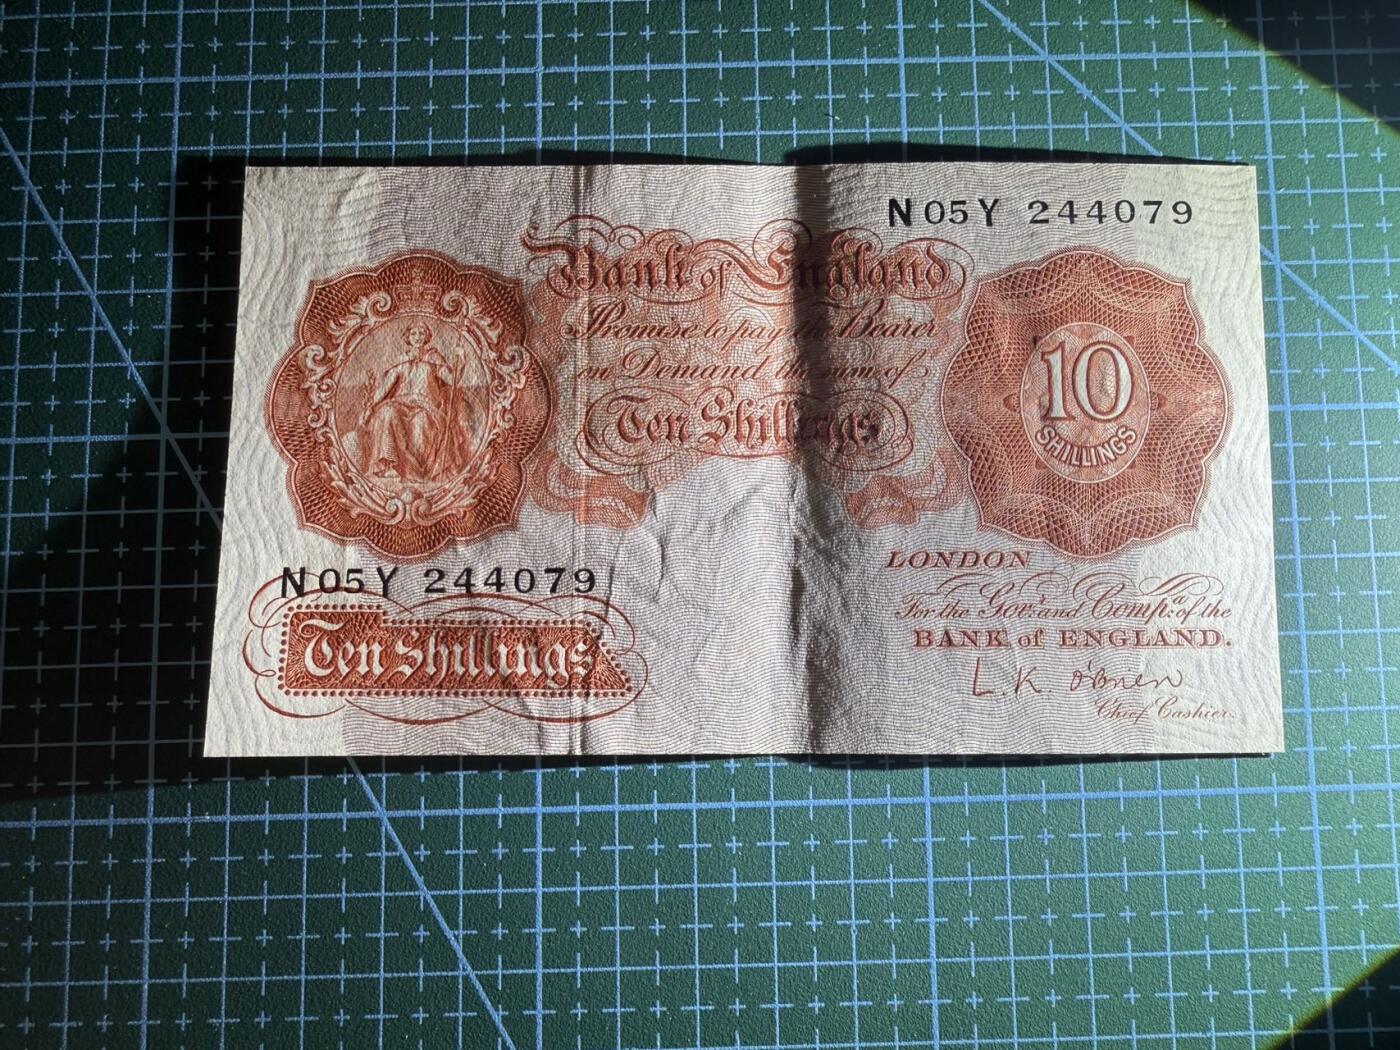 N05Y 244079
Bank of England
Promise to pay the Bearer
on Demand the sum of
Ten Shillings
10
SHILLINGS
LONDON
For the Govr. and Compa. of the
BANK of ENGLAND.
L.K. O'Brien
Chief Cashier.
N05Y 244079
Ten Shillings